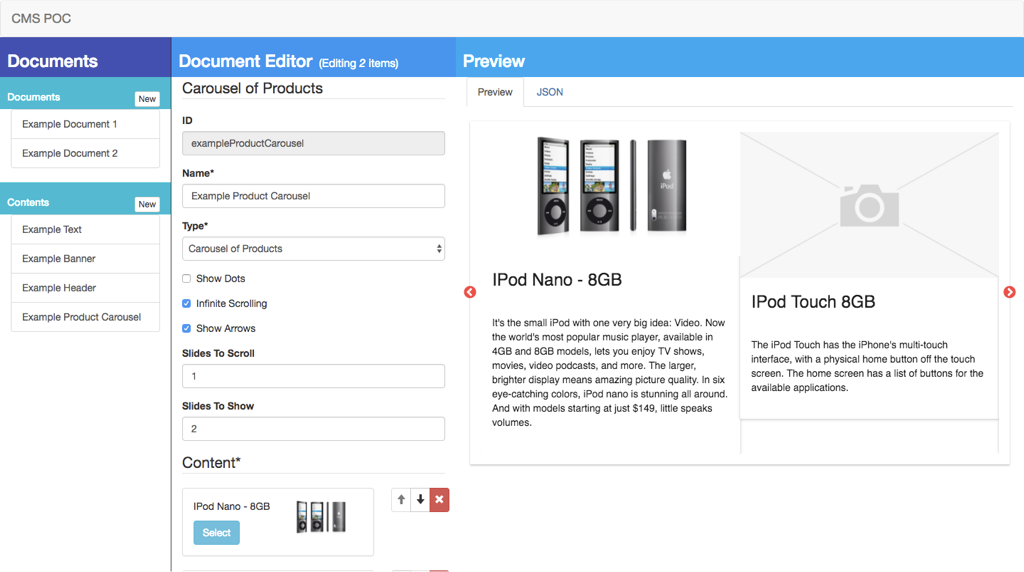 CMS POC
Documents
Documents
New
Example Document 1
Example Document 2
Contents
New
Example Text
Example Banner
Example Header
Example Product Carousel
Document Editor (Editing 2 Items)
Carousel of Products
ID
exampleProductCarousel
Name*
Example Product Carousel
Type*
Carousel of Products
Show Dots
Infinite Scrolling
Show Arrows
Slides To Scroll
1
Slides To Show
2
Content*
IPod Nano - 8GB
Select
Preview
Preview
JSON
iPod
IPod Nano - 8GB
It's the small iPod with one very big idea: Video. Now
the world's most popular music player, available in
4GB and 8GB models, lets you enjoy TV shows,
movies, video podcasts, and more. The larger,
brighter display means amazing picture quality. In six
eye-catching colors, iPod nano is stunning all around.
And with models starting at just $149, little speaks
volumes.
IPod Touch 8GB
The iPod Touch has the iPhone's multi-touch
interface, with a physical home button off the touch
screen. The home screen has a list of buttons for the
available applications.